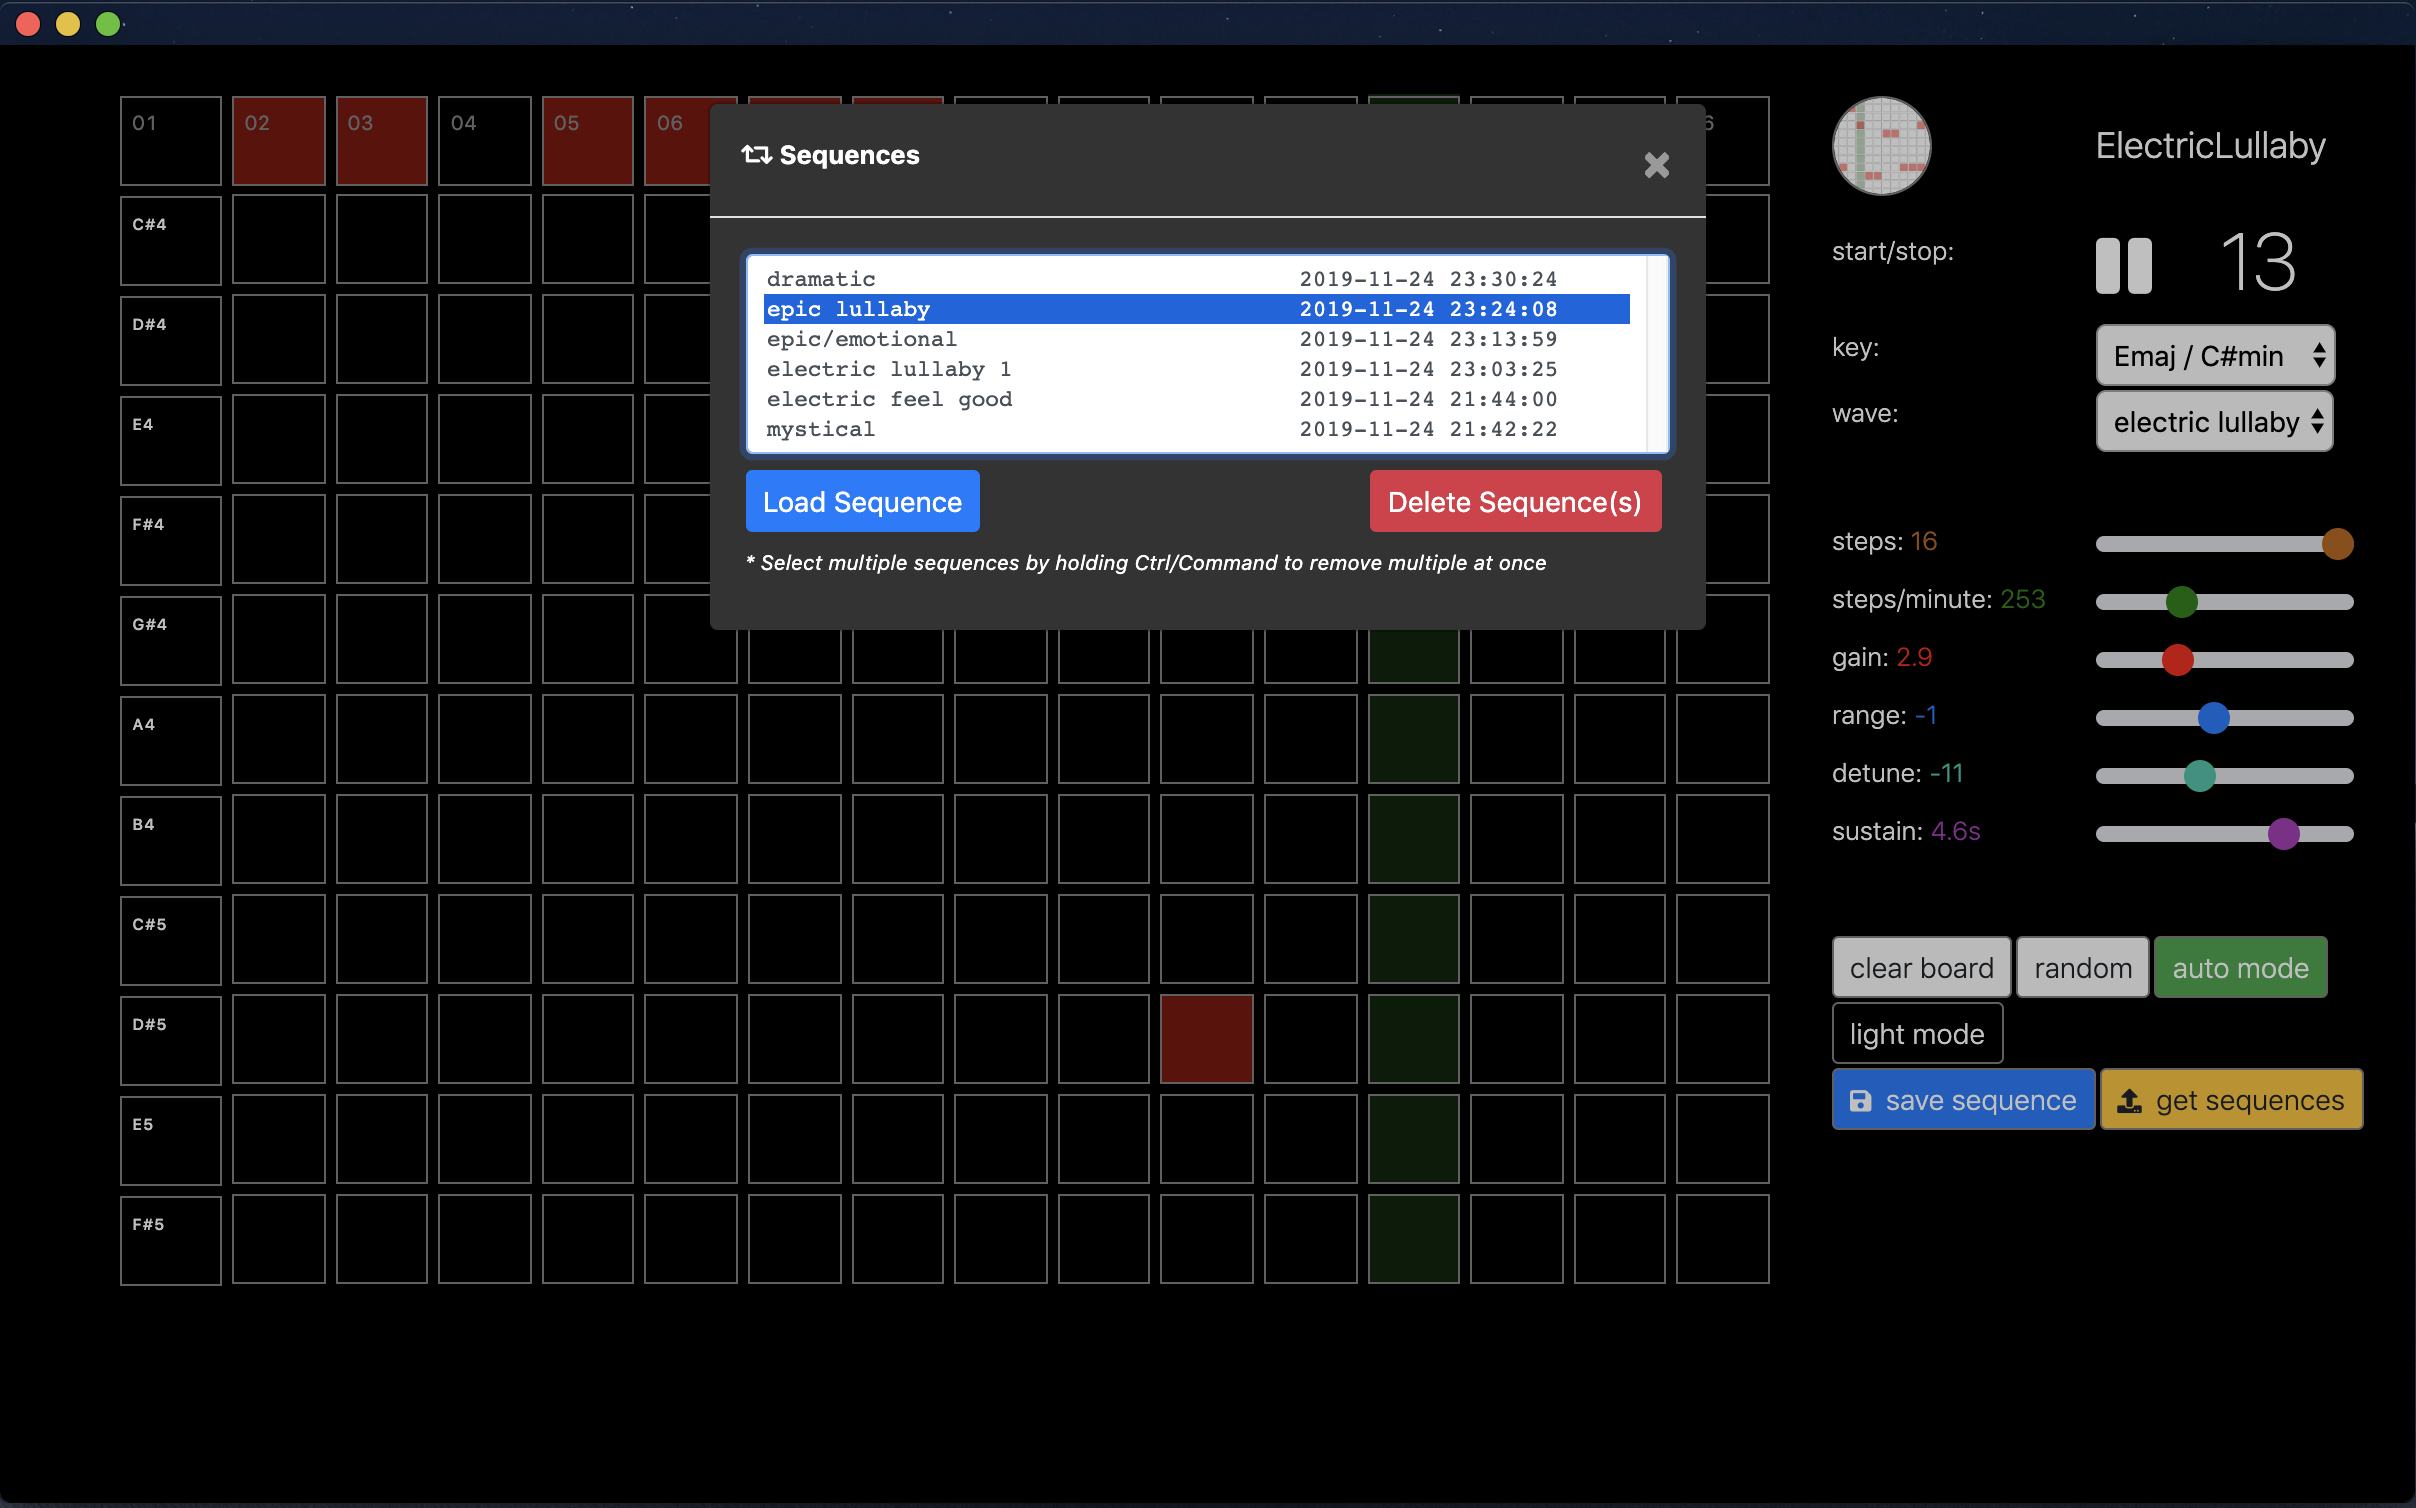 01 02 03 04 05 06 6
C#4
D#4
E4
F#4
G#4
A4
B4
C#5
D#5
E5
F#5
Sequences
dramatic 2019-11-24 23:30:24
epic lullaby 2019-11-24 23:24:08
epic/emotional 2019-11-24 23:13:59
electric lullaby 1 2019-11-24 23:03:25
electric feel good 2019-11-24 21:44:00
mystical 2019-11-24 21:42:22
Load Sequence Delete Sequence(s)
* Select multiple sequences by holding Ctrl/Command to remove multiple at once
ElectricLullaby
start/stop: 13
key: Emaj / C#min
wave: electric lullaby
steps: 16
steps/minute: 253
gain: 2.9
range: -1
detune: -11
sustain: 4.6s
clear board random auto mode
light mode
save sequence get sequences